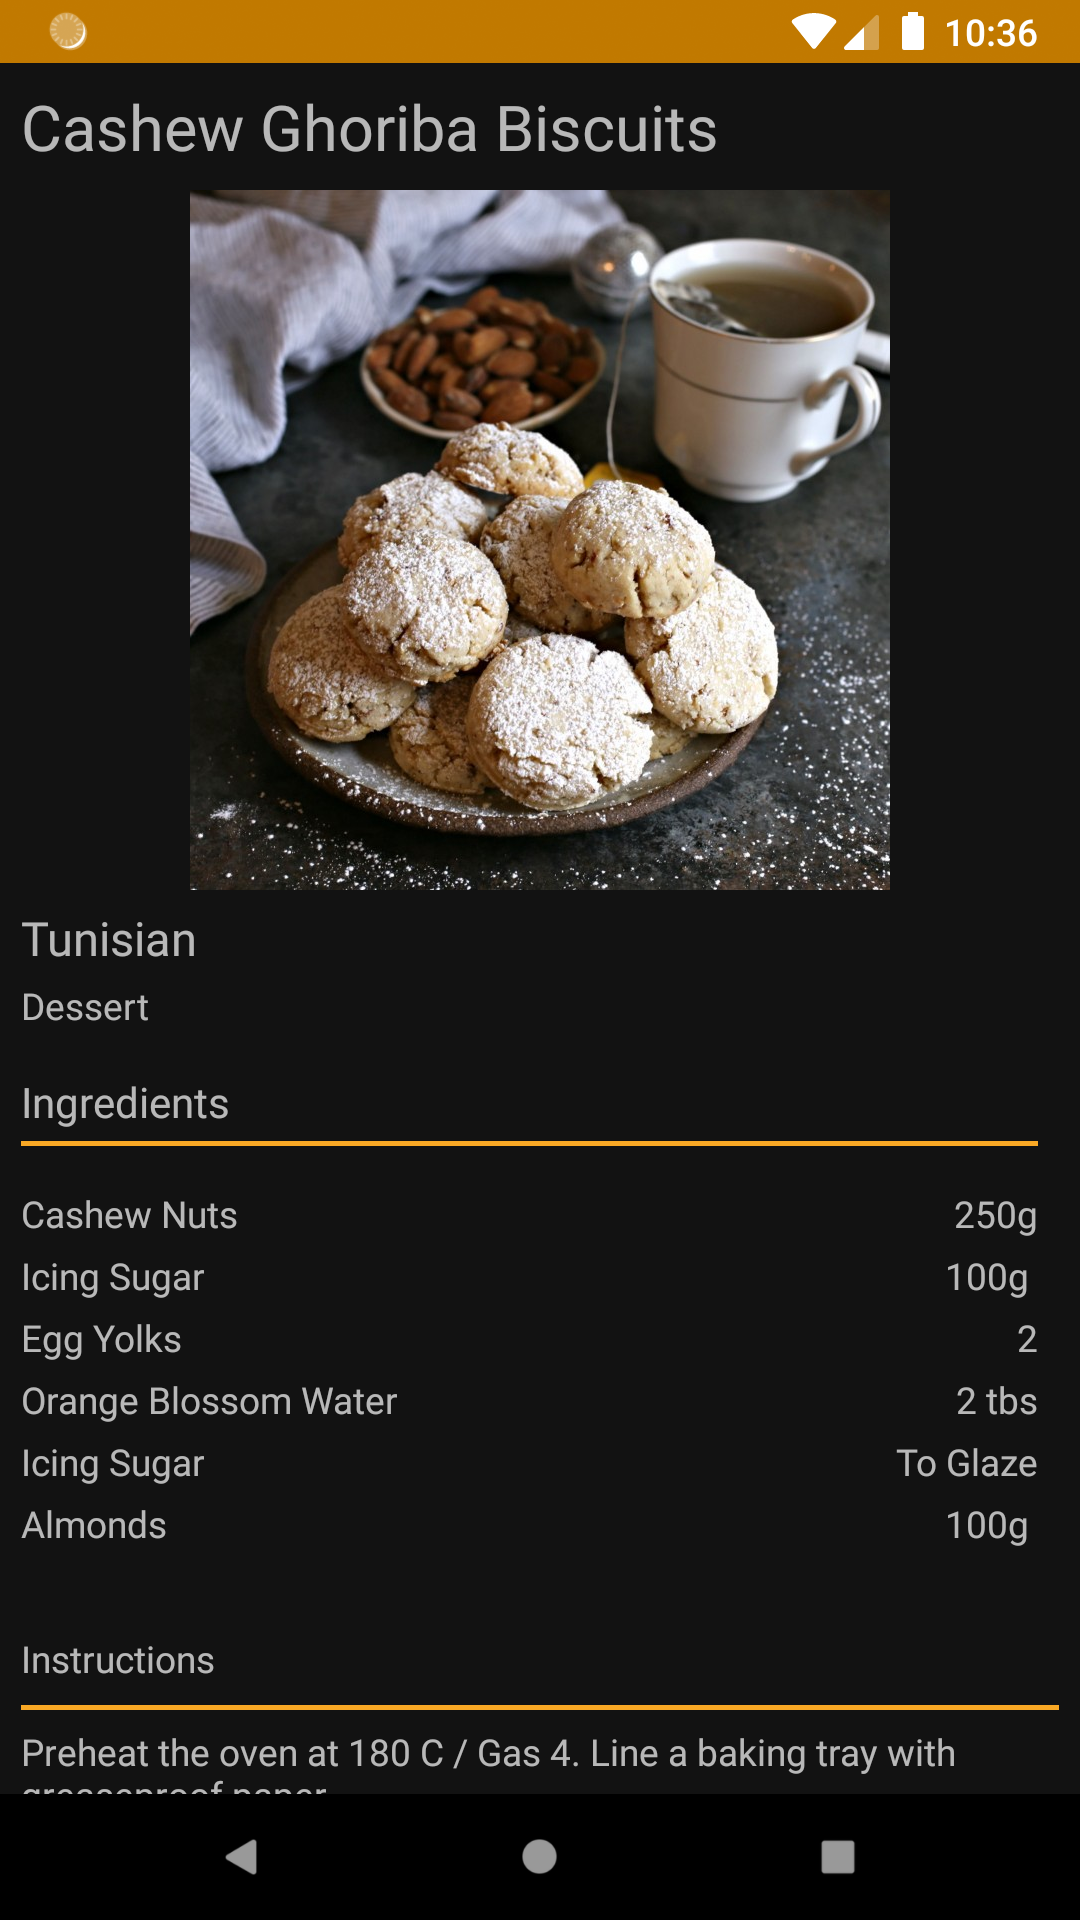 10:36
Cashew Ghoriba Biscuits
Tunisian
Dessert
Ingredients
Cashew Nuts 250g
Icing Sugar 100g
Egg Yolks 2
Orange Blossom Water 2 tbs
Icing Sugar To Glaze
Almonds 100g
Instructions
Preheat the oven at 180 C / Gas 4. Line a baking tray with
greaseproof paper